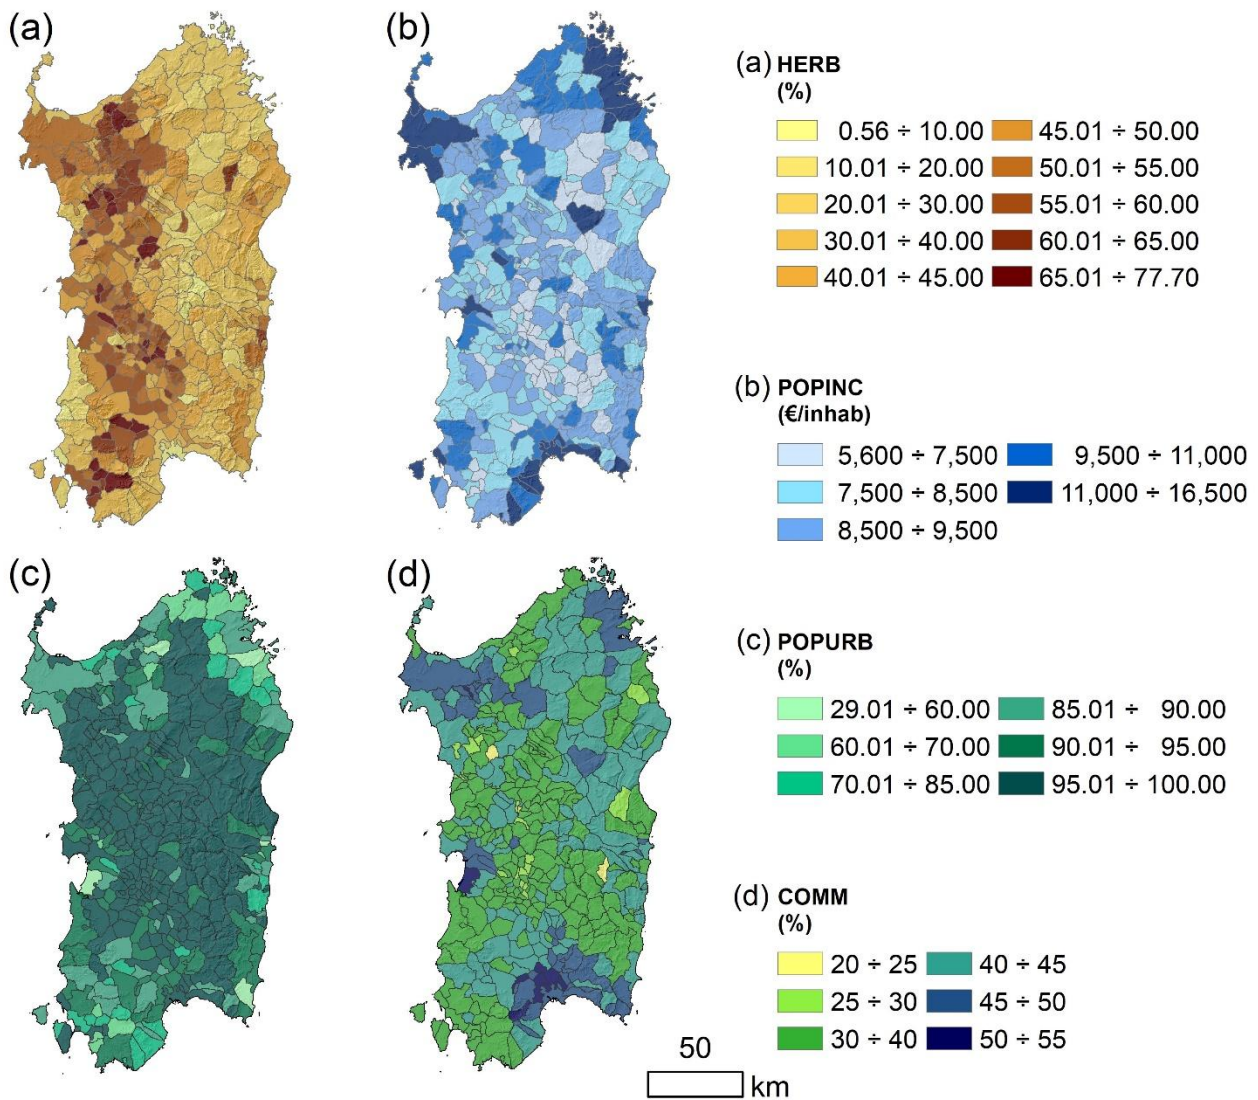 (a)
(b)
(a) HERB
(%)
0.56 ÷ 10.00
45.01 ÷ 50.00
10.01 ÷ 20.00
50.01 ÷ 55.00
20.01 ÷ 30.00
55.01 ÷ 60.00
30.01 ÷ 40.00
60.01 ÷ 65.00
40.01 ÷ 45.00
65.01 ÷ 77.70
(b) POPINC
(€/inhab)
5,600 ÷ 7,500
9,500 ÷ 11,000
7,500 ÷ 8,500
11,000 ÷ 16,500
8,500 ÷ 9,500
(c)
(d)
(c) POPURB
(%)
29.01 ÷ 60.00
85.01 ÷ 90.00
60.01 ÷ 70.00
90.01 ÷ 95.00
70.01 ÷ 85.00
95.01 ÷ 100.00
(d) COMM
(%)
20 ÷ 25
40 ÷ 45
25 ÷ 30
45 ÷ 50
30 ÷ 40
50 ÷ 55
50
km